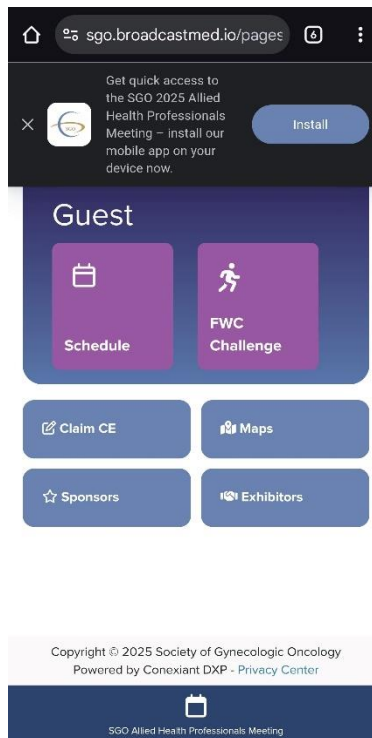 sgo.broadcastmed.io/pages
6
Get quick access to
the SGO 2025 Allied
Health Professionals
Meeting – install our
mobile app on your
device now.
SGO
Install
Guest
Schedule
FWC
Challenge
Claim CE
Maps
Sponsors
Exhibitors
Copyright © 2025 Society of Gynecologic Oncology
Powered by Conexiant DXP - Privacy Center
SGO Allied Health Professionals Meeting